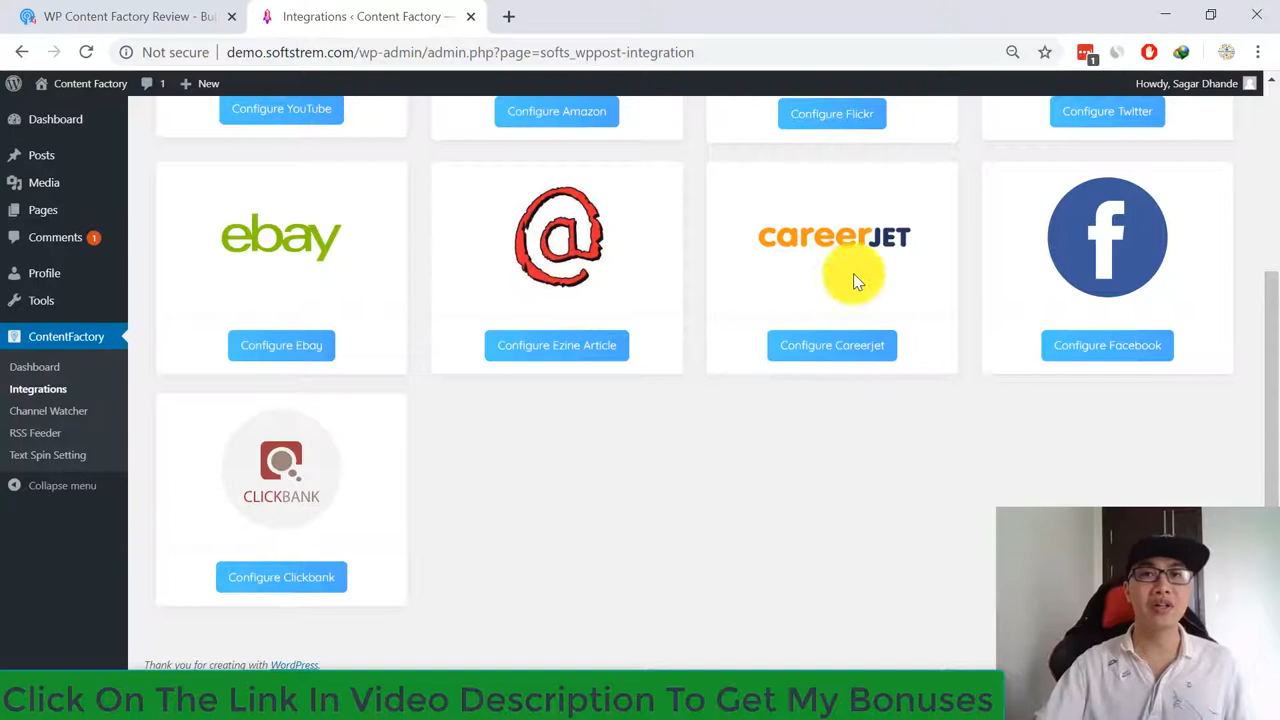 WP Content Factory Review - Bu
Integrations ‹ Content Factory —
Not secure
demo.softstrem.com/wp-admin/admin.php?page=softs_wppost-integration
1
Content Factory
1
New
Howdy, Sagar Dhande
Dashboard
Posts
Media
Pages
Comments 1
Profile
Tools
ContentFactory
Dashboard
Integrations
Channel Watcher
RSS Feeder
Text Spin Setting
Collapse menu
Configure YouTube
Configure Amazon
Configure Flickr
Configure Twitter
ebay
@
careerJET
f
Configure Ebay
Configure Ezine Article
Configure Careerjet
Configure Facebook
CLICKBANK
Configure Clickbank
Thank you for creating with WordPress.
Click On The Link In Video Description To Get My Bonuses